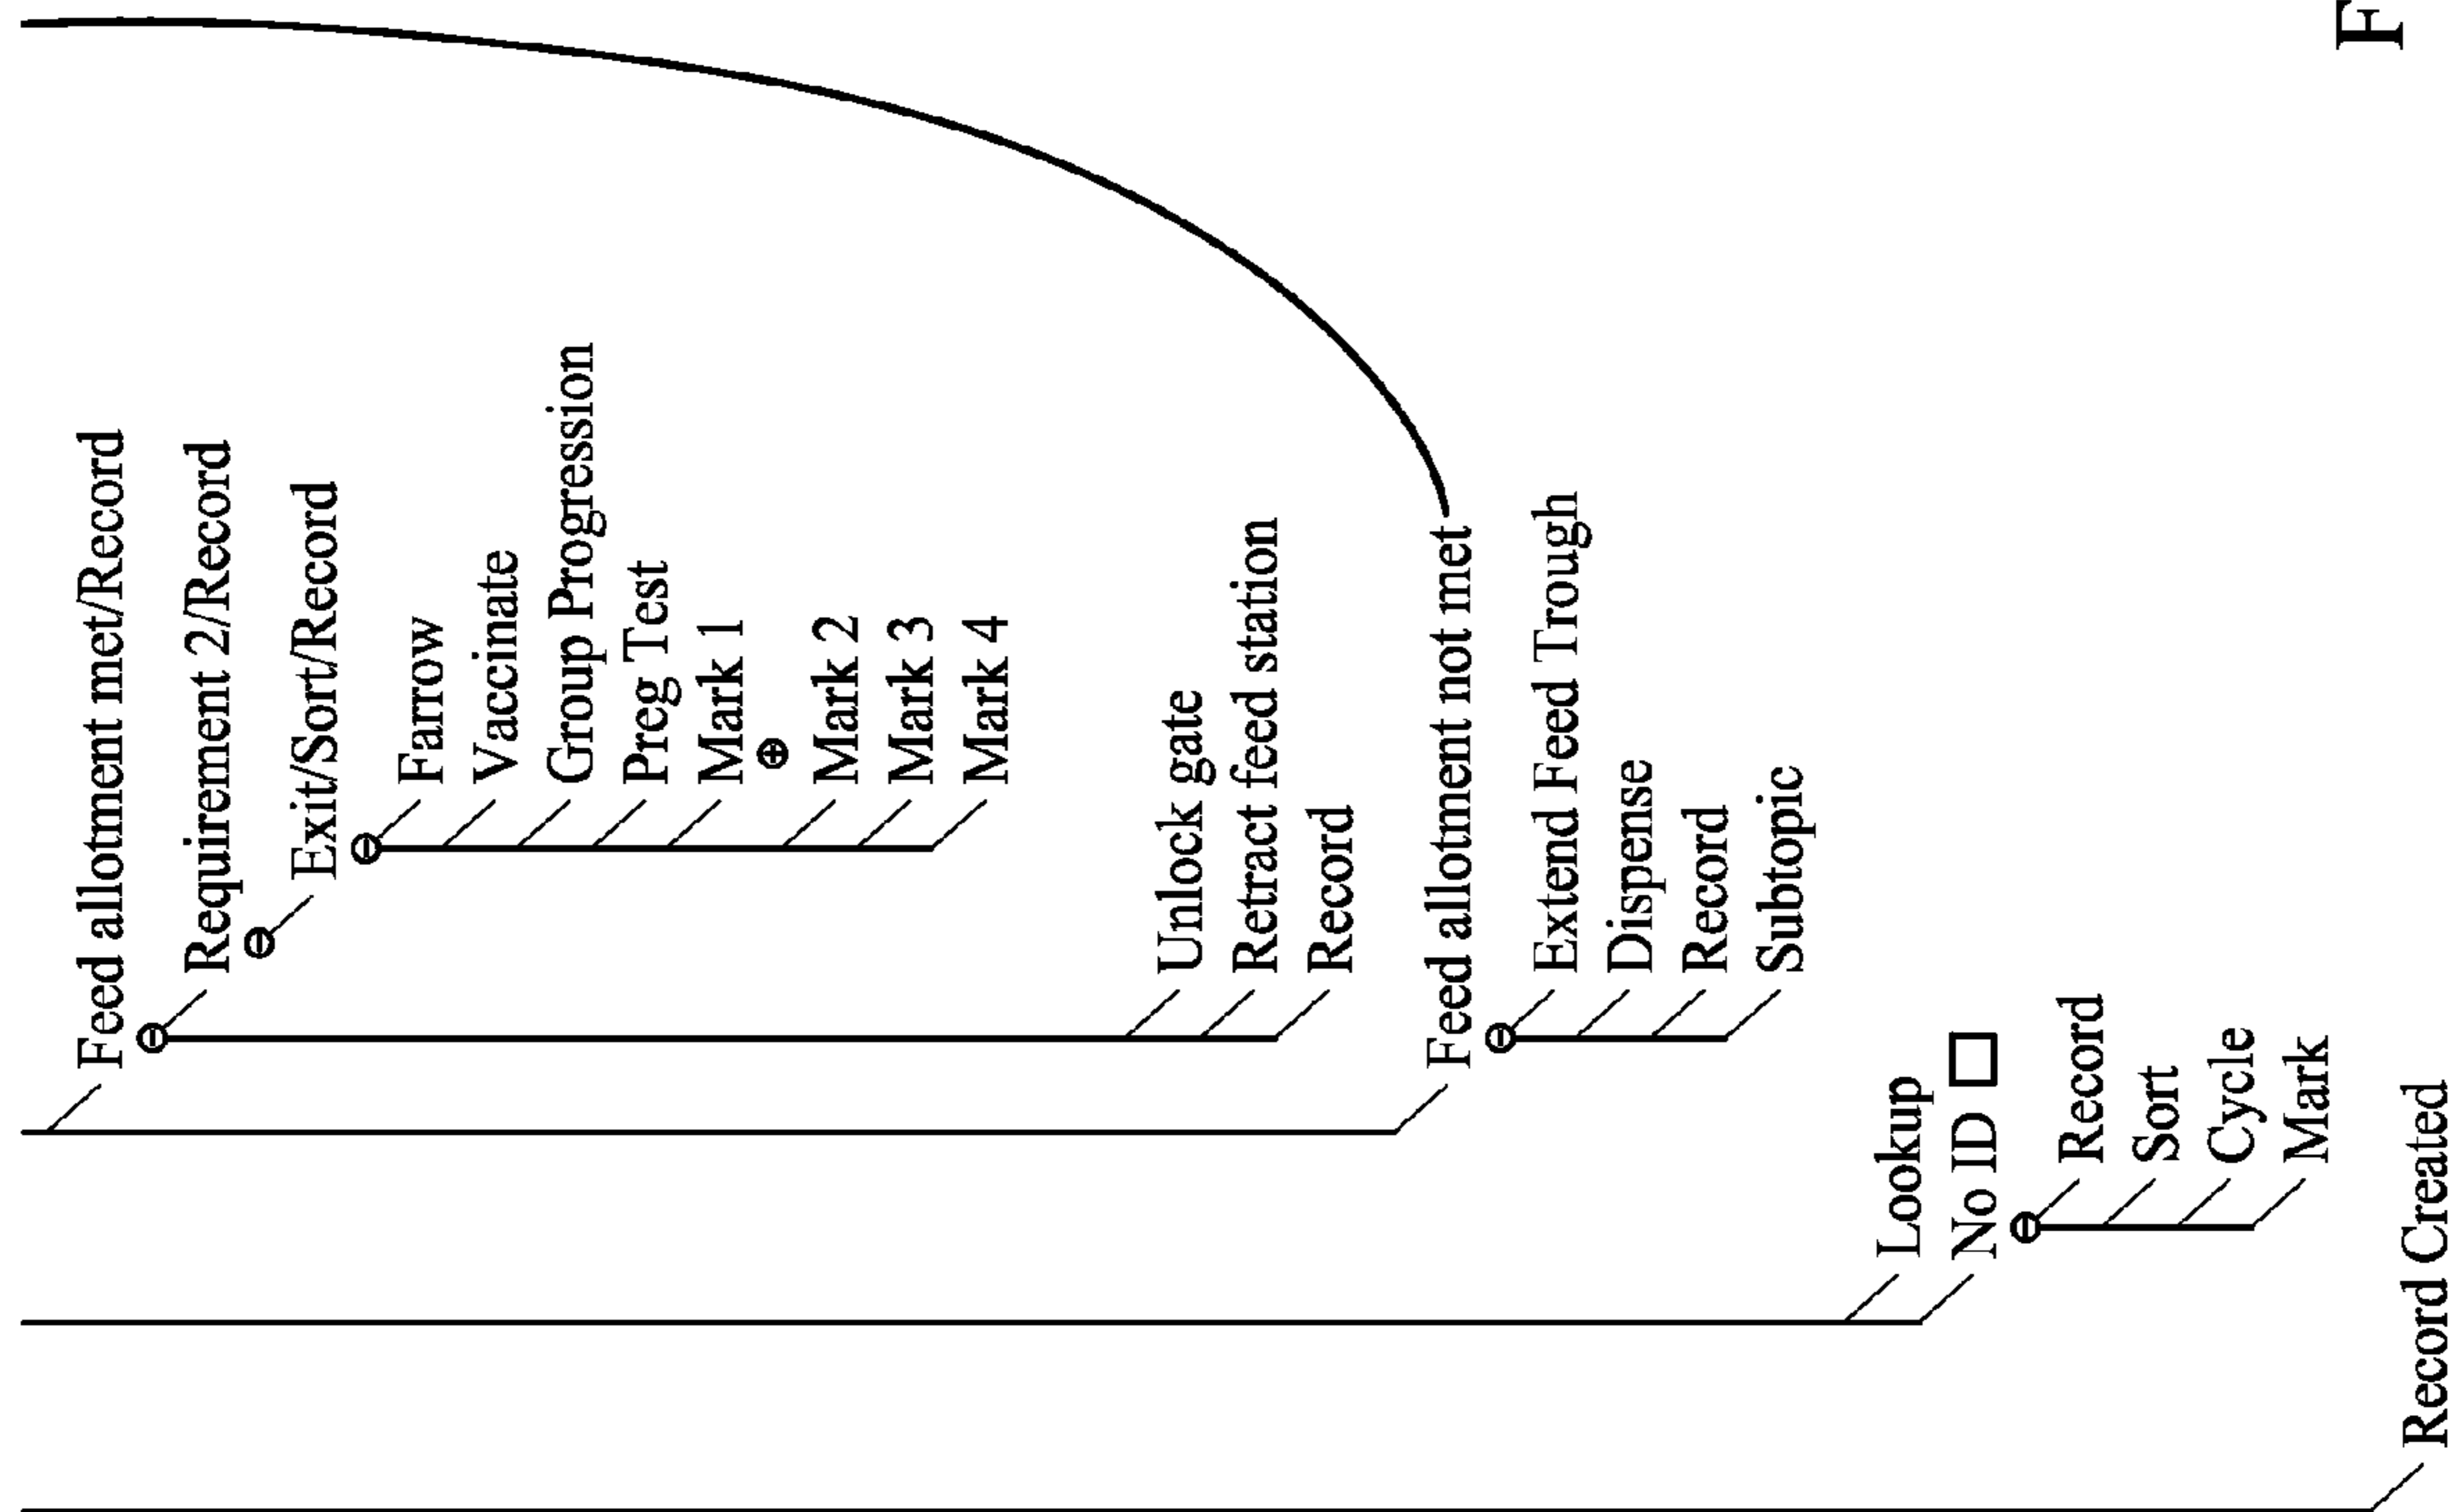 Feed allotment met/Record
Requirement 2/Record
Exit/Sort/Record
Farrow
Vaccinate
Group Progression
Preg Test
Mark 1
Mark 2
Mark 3
Mark 4
Unlock gate
Retract feed station
Record
Feed allotment not met
Extend Feed Trough
Dispense
Record
Subtopic
Lookup
No ID
Record
Sort
Cycle
Mark
Record Created
F